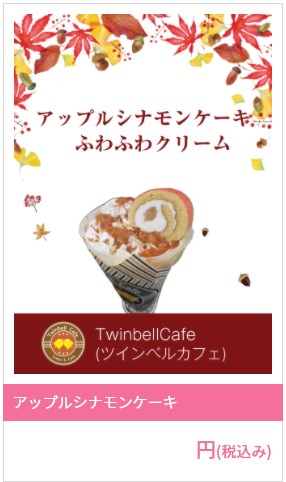 アップルシナモンケーキ
ふわふわクリーム
Twinbell Cafe
TwinbellCafe
(ツインベルカフェ)
アップルシナモンケーキ
円(税込み)